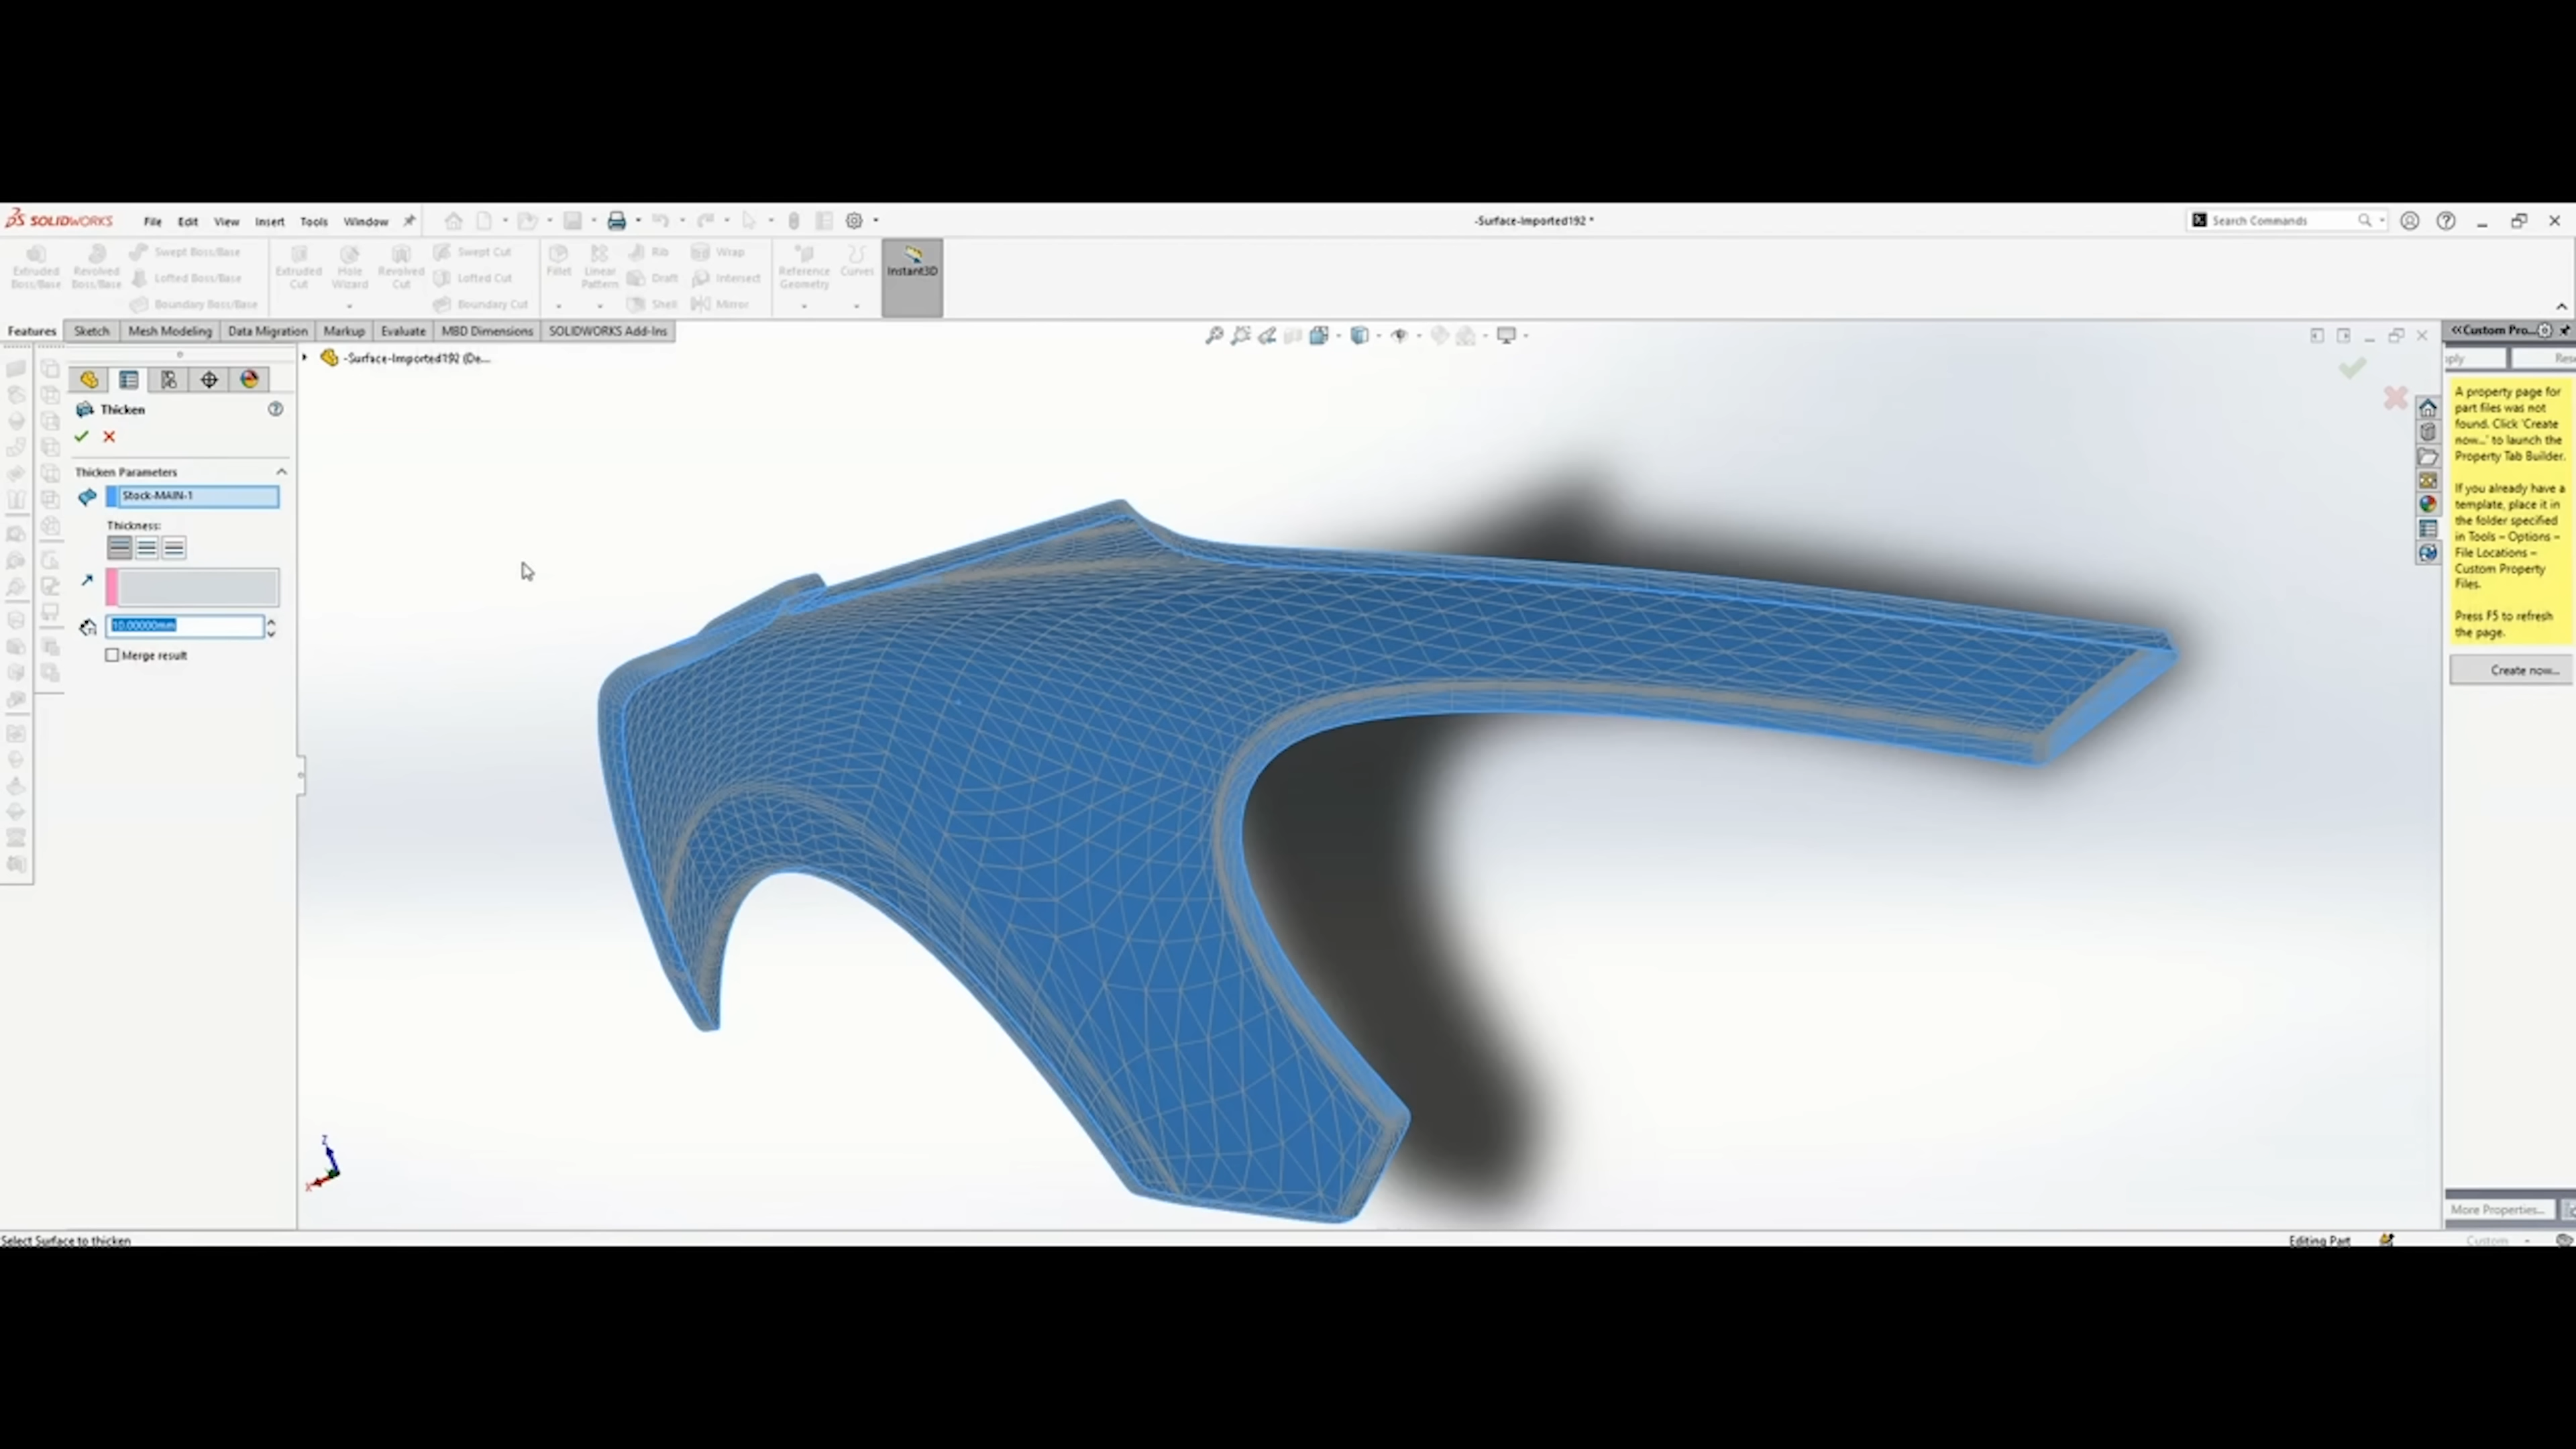 SOLIDWORKS File Edit View Insert Tools Window
-Surface-Imported192 *
Search Commands
Extruded Boss/Base
Revolved Boss/Base
Swept Boss/Base
Lofted Boss/Base
Boundary Boss/Base
Extruded Cut
Hole Wizard
Revolved Cut
Swept Cut
Lofted Cut
Boundary Cut
Fillet
Linear Pattern
Rib
Draft
Shell
Wrap
Intersect
Mirror
Reference Geometry
Curves
Instant3D
Features Sketch Mesh Modeling Data Migration Markup Evaluate MBD Dimensions SOLIDWORKS Add-Ins
-Surface-Imported192 (De...
Thicken
Thicken Parameters
Stock-MAIN-1
Thickness:
10.00000mm
Merge result
Z
X
Custom Pro...
ply
Rese
A property page for
part files was not
found. Click 'Create
now...' to launch the
Property Tab Builder.
If you already have a
template, place it in
the folder specified
in Tools – Options –
File Locations –
Custom Property
Files.
Press F5 to refresh
the page.
Create now...
More Properties...
Select Surface to thicken
Editing Part
Custom